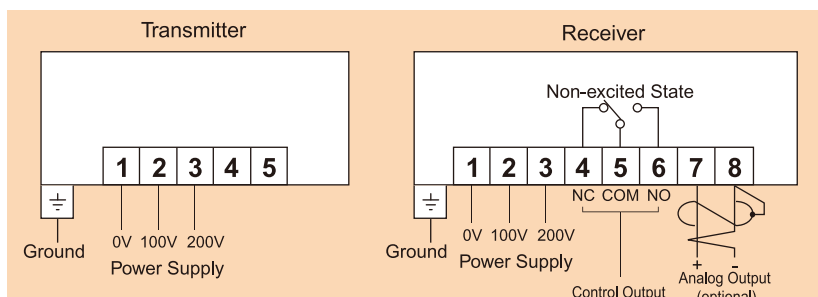 Transmitter
1 2 3 4 5
Ground
0V 100V 200V
Power Supply
Receiver
Non-excited State
1 2 3 4 5 6 7 8
NC COM NO
Ground
0V 100V 200V
Power Supply
Control Output
+ -
Analog Output
(optional)